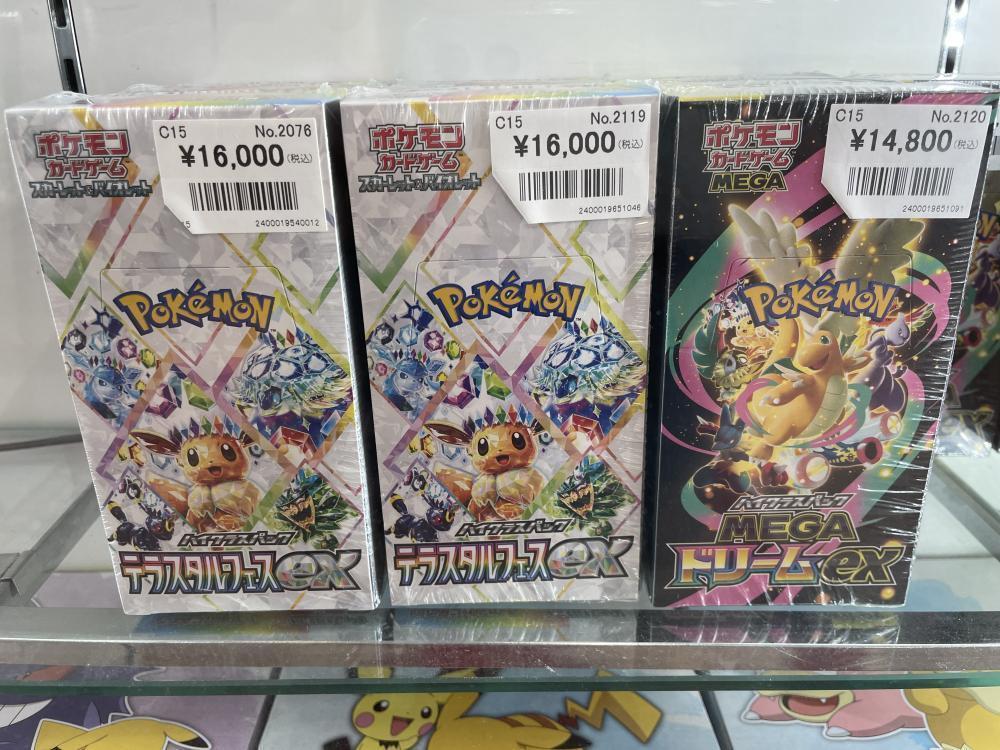 C15 No.2076
¥16,000(税込)
15
2400019540012
ポケモン
カードゲーム
スカーレット&バイオレット
Pokémon
ハイクラスパック
テラスタルフェスex
C15 No.2119
¥16,000(税込)
2400019651046
ポケモン
カードゲーム
スカーレット&バイオレット
Pokémon
ハイクラスパック
テラスタルフェスex
C15 No.2120
¥14,800(税込)
2400019651091
ポケモン
カードゲーム
MEGA
Pokémon
ハイクラスパック
MEGA
ドリームex